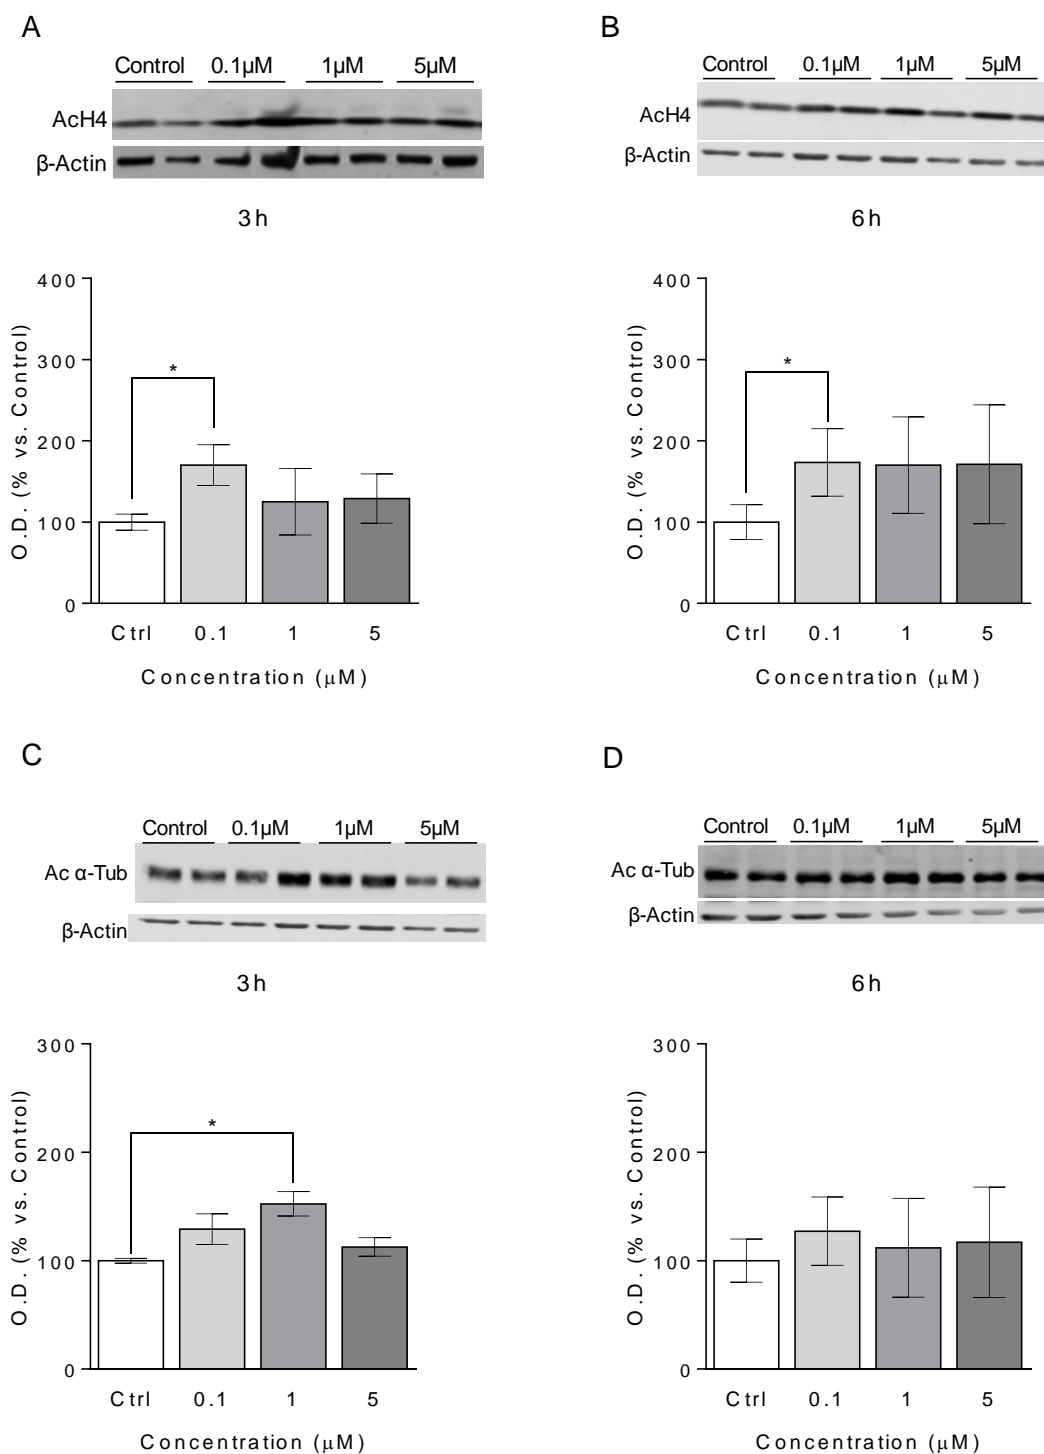 A
Control 0.1µM 1µM 5µM
AcH4
β-Actin
3h
400
300
200
100
0
O.D. (% vs. Control)
*
Ctrl 0.1 1 5
Concentration (µM)
B
Control 0.1µM 1µM 5µM
AcH4
β-Actin
6h
400
300
200
100
0
O.D. (% vs. Control)
*
Ctrl 0.1 1 5
Concentration (µM)
C
Control 0.1µM 1µM 5µM
Ac α-Tub
β-Actin
3h
300
200
100
0
O.D. (% vs. Control)
*
Ctrl 0.1 1 5
Concentration (µM)
D
Control 0.1µM 1µM 5µM
Ac α-Tub
β-Actin
6h
300
200
100
0
O.D. (% vs. Control)
Ctrl 0.1 1 5
Concentration (µM)